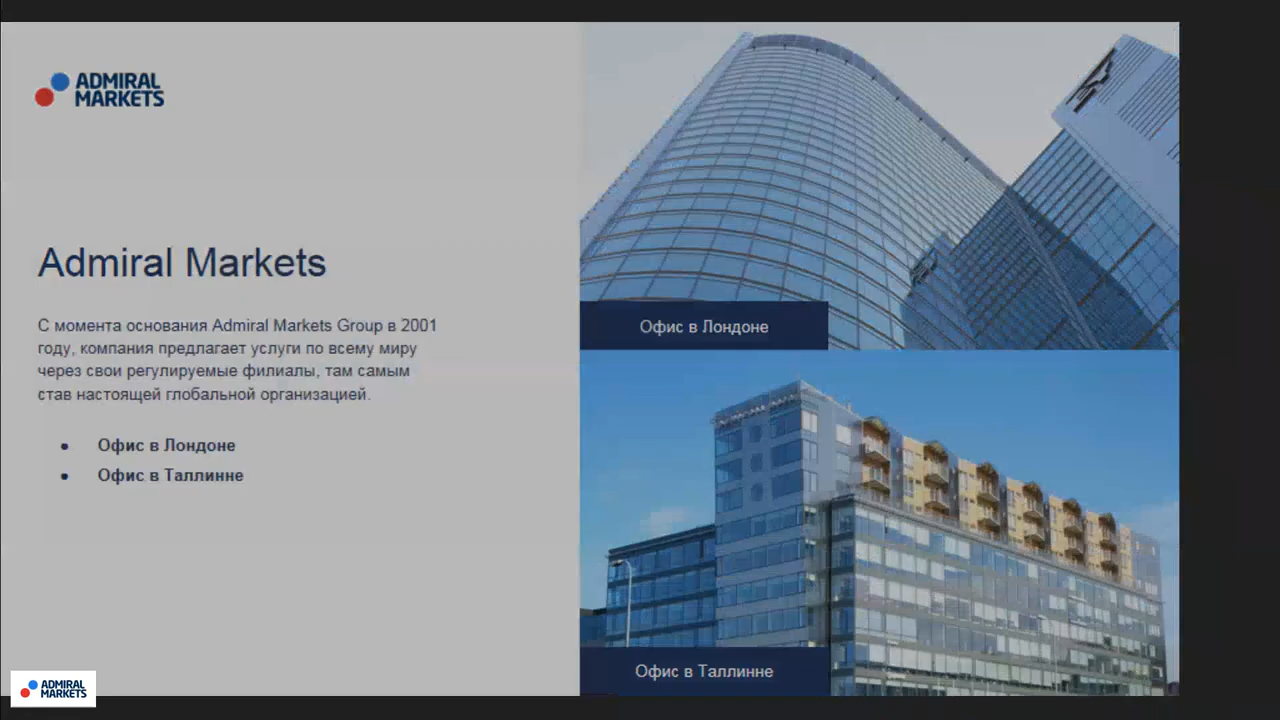 ADMIRAL
MARKETS
Admiral Markets
С момента основания Admiral Markets Group в 2001
году, компания предлагает услуги по всему миру
через свои регулируемые филиалы, там самым
став настоящей глобальной организацией.
• Офис в Лондоне
• Офис в Таллинне
EY
Офис в Лондоне
Офис в Таллинне
ADMIRAL
MARKETS